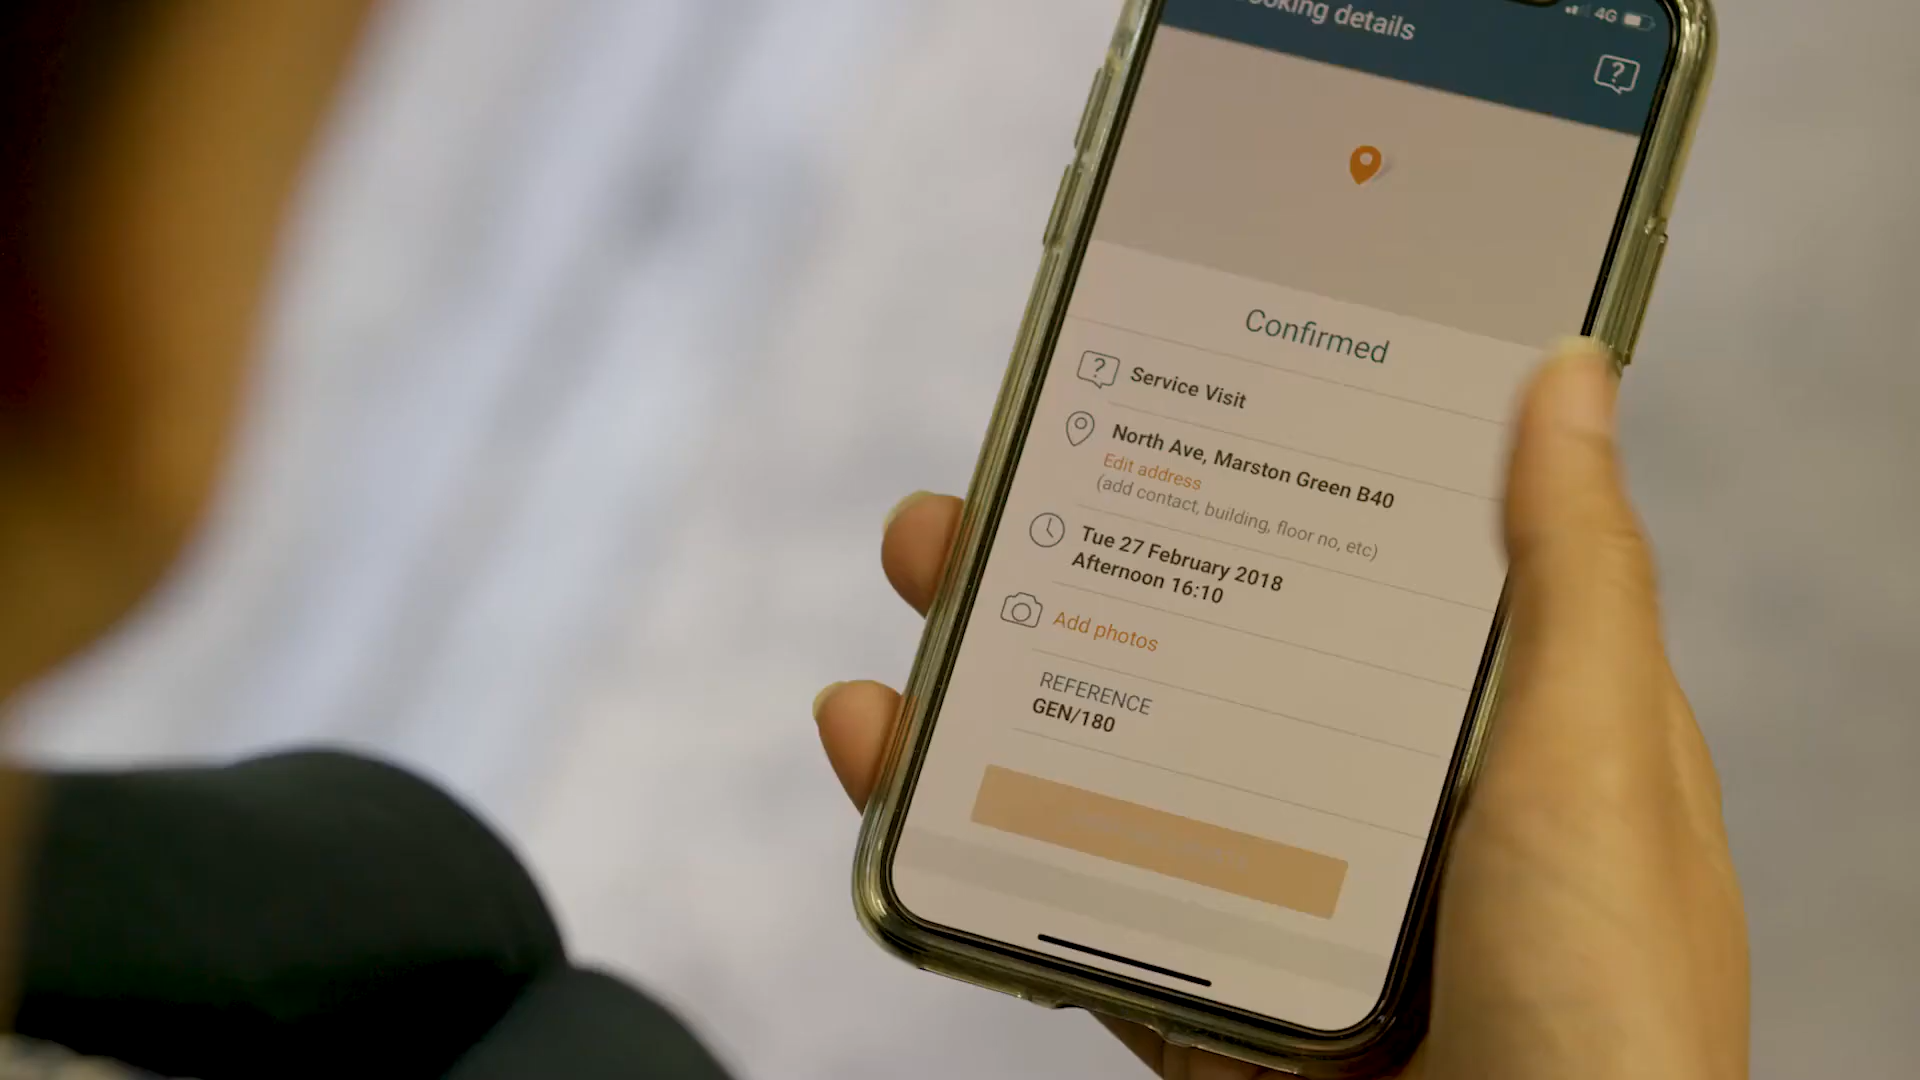 4G
details
?
Confirmed
? Service Visit
North Ave, Marston Green B40
Edit address
(add contact, building, floor no, etc)
Tue 27 February 2018
Afternoon 16:10
Add photos
REFERENCE
GEN/180